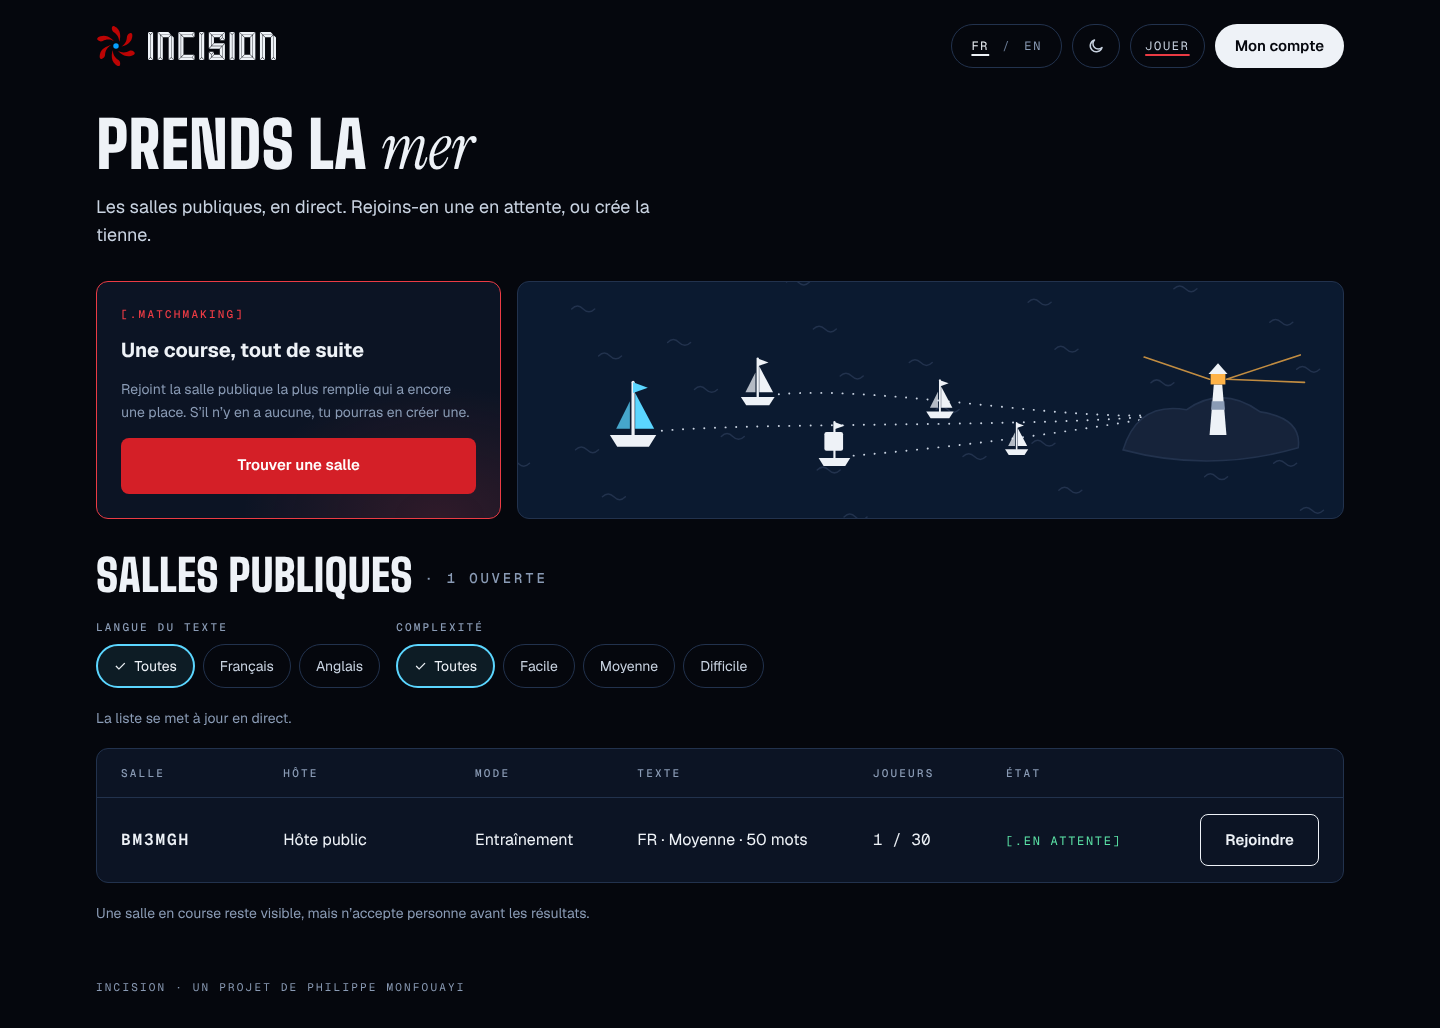 INCISION
FR / EN
JOUER
Mon compte
PRENDS LA mer
Les salles publiques, en direct. Rejoins-en une en attente, ou crée la
tienne.
[.MATCHMAKING]
Une course, tout de suite
Rejoint la salle publique la plus remplie qui a encore
une place. S’il n’y en a aucune, tu pourras en créer une.
Trouver une salle
SALLES PUBLIQUES · 1 OUVERTE
LANGUE DU TEXTE
COMPLEXITÉ
✓ Toutes Français Anglais
✓ Toutes Facile Moyenne Difficile
La liste se met à jour en direct.
SALLE HÔTE MODE TEXTE JOUEURS ÉTAT
BM3MGH Hôte public Entraînement FR · Moyenne · 50 mots 1 / 30 [.EN ATTENTE] Rejoindre
Une salle en course reste visible, mais n’accepte personne avant les résultats.
INCISION · UN PROJET DE PHILIPPE MONFOUAYI